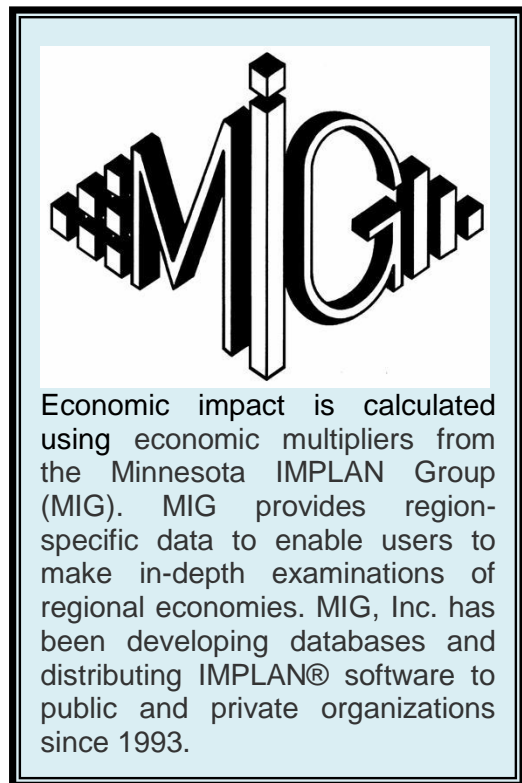 MiG
Economic impact is calculated
using economic multipliers from
the Minnesota IMPLAN Group
(MIG). MIG provides region-
specific data to enable users to
make in-depth examinations of
regional economies. MIG, Inc. has
been developing databases and
distributing IMPLAN® software to
public and private organizations
since 1993.